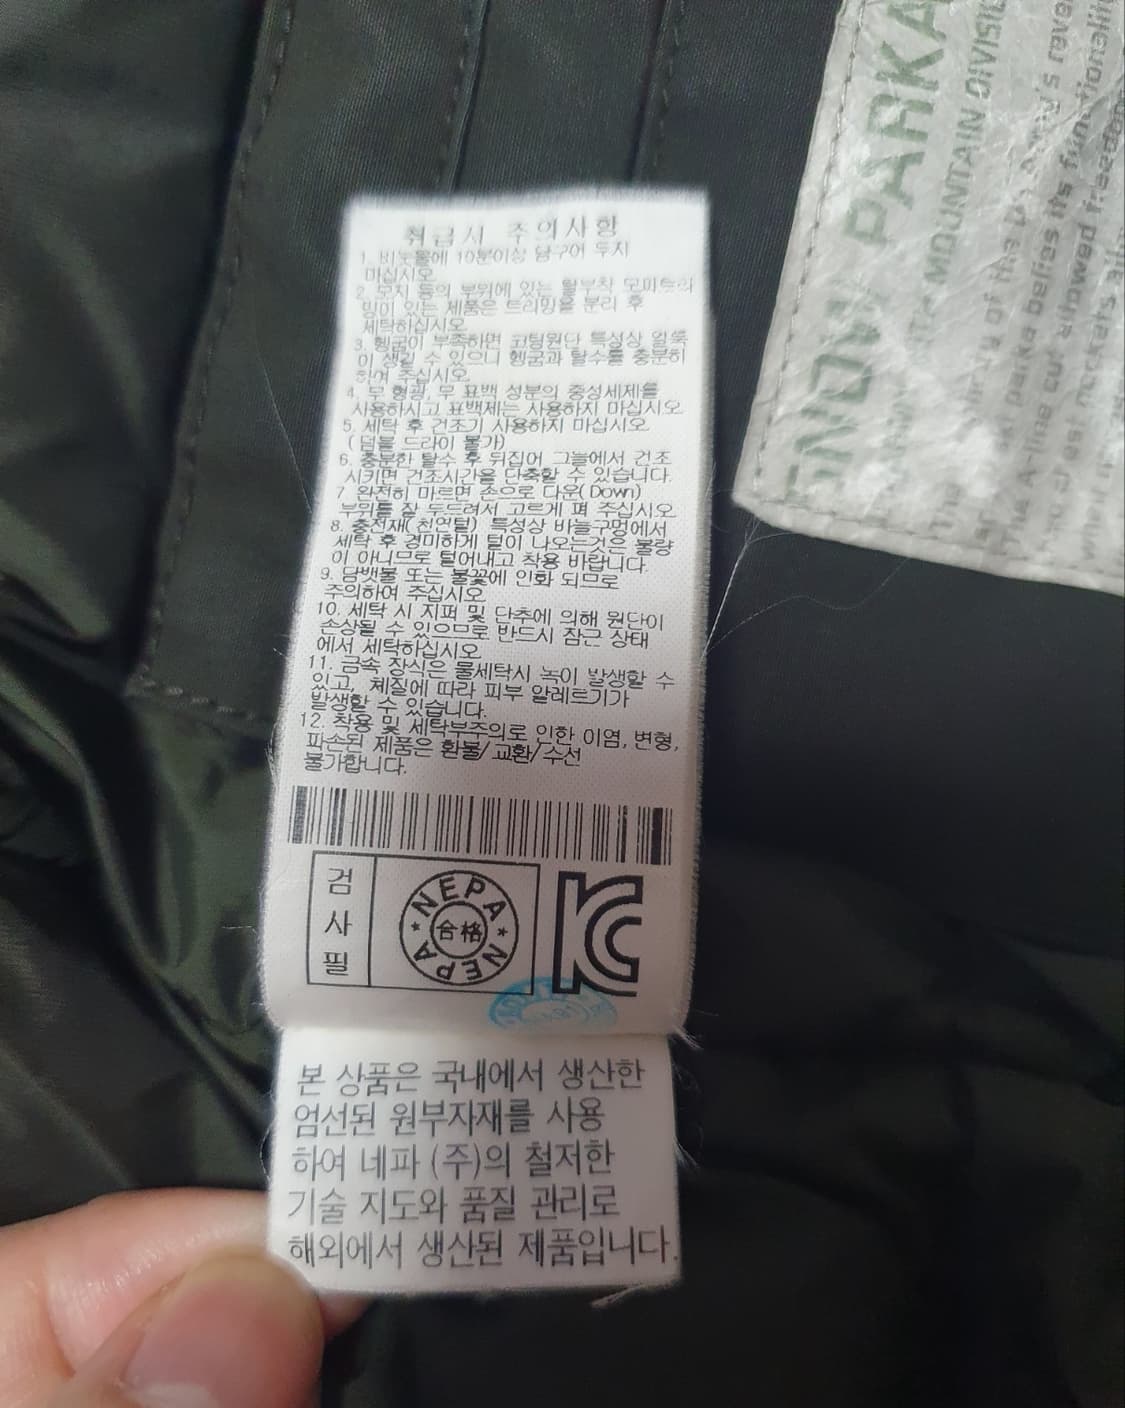 취급시 주의사항
1. 비눗물에 10분이상 담구어 두지
마십시오
2. 모자 등의 부위에 있는 탈부착 모피트리
밍이 있는 제품은 트리밍을 분리 후
세탁하십시오
3. 헹굼이 부족하면 코팅원단 특성상 얼룩
이 생길 수 있으니 헹굼과 탈수를 충분히
하여 주십시오
4. 무 형광, 무 표백 성분의 중성세제를
사용하시고 표백제는 사용하지 마십시오
5. 세탁 후 건조기 사용하지 마십시오
(텀블 드라이 불가)
6. 충분한 탈수 후 뒤집어 그늘에서 건조
시키면 건조시간을 단축할 수 있습니다.
7. 완전히 마르면 손으로 다운(Down)
부위를 잘 두드려서 고르게 펴 주십시오
8. 충전재(천연털) 특성상 바늘구멍에서
세탁 후 경미하게 털이 나오는것은 불량
이 아니므로 털어내고 착용 바랍니다.
9. 담뱃불 또는 불꽃에 인화 되므로
주의하여 주십시오
10. 세탁 시 지퍼 및 단추에 의해 원단이
손상될 수 있으므로 반드시 잠근 상태
에서 세탁하십시오
11. 금속 장식은 물세탁시 녹이 발생할 수
있고, 체질에 따라 피부 알레르기가
발생할 수 있습니다.
12. 착용 및 세탁부주의로 인한 이염, 변형,
파손된 제품은 환불/교환/수선
불가합니다.
검사필
NEPA
合格
NEPA
KC
본 상품은 국내에서 생산한
엄선된 원부자재를 사용
하여 네파 (주)의 철저한
기술 지도와 품질 관리로
해외에서 생산된 제품입니다.
SNOW PARKA
MOUNTAIN DIVISIO
of this
parka belies its functionalit
The A-line cut allowed freedom